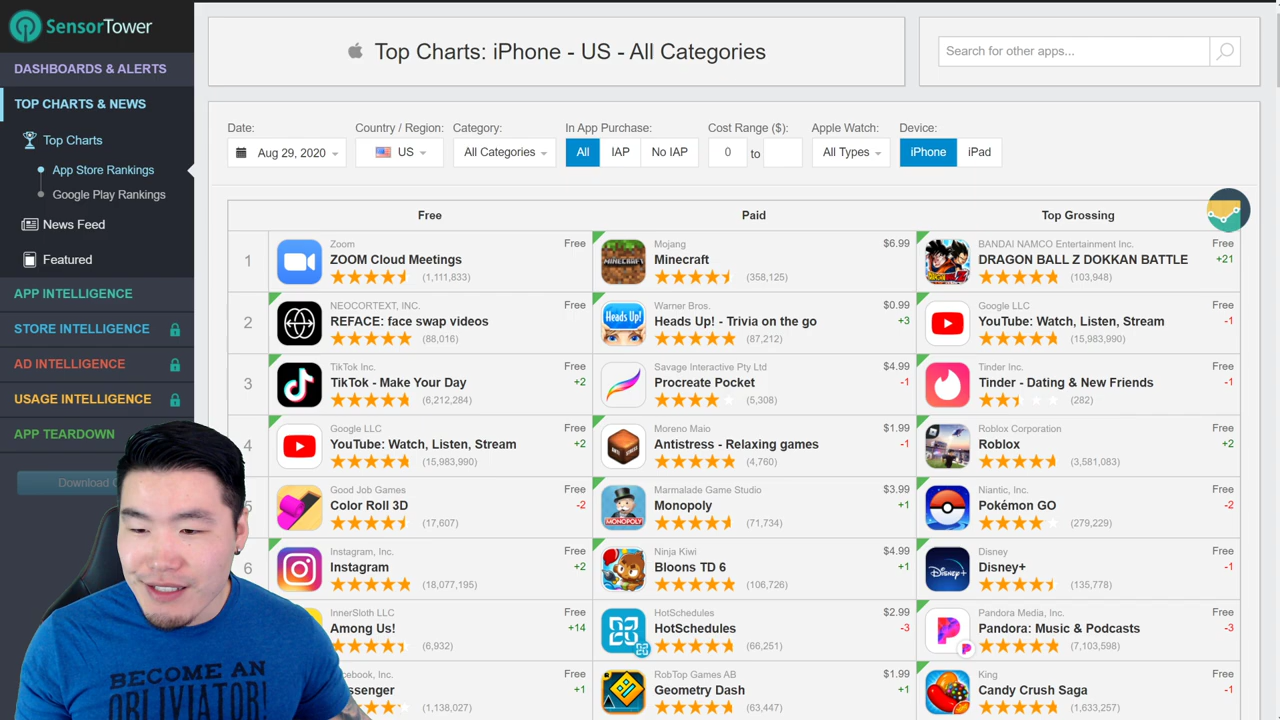 SensorTower
DASHBOARDS & ALERTS
TOP CHARTS & NEWS
Top Charts
App Store Rankings
Google Play Rankings
News Feed
Featured
APP INTELLIGENCE
STORE INTELLIGENCE
AD INTELLIGENCE
USAGE INTELLIGENCE
APP TEARDOWN
Download
Top Charts: iPhone - US - All Categories
Search for other apps...
Date: Country / Region: Category: In App Purchase: Cost Range ($): Apple Watch: Device:
Aug 29, 2020 US All Categories All IAP No IAP 0 to All Types iPhone iPad
Free Paid Top Grossing
1
Zoom Free
ZOOM Cloud Meetings
(1,111,833)
Mojang $6.99
Minecraft
MINECRAFT
(358,125)
BANDAI NAMCO Entertainment Inc. Free
DRAGON BALL Z DOKKAN BATTLE +21
(103,948)
2
NEOCORTEXT, INC. Free
REFACE: face swap videos
(88,016)
Warner Bros. $0.99
Heads Up! - Trivia on the go +3
Heads Up!
(87,212)
Google LLC Free
YouTube: Watch, Listen, Stream -1
(15,983,990)
3
TikTok Inc. Free
TikTok - Make Your Day +2
(6,212,284)
Savage Interactive Pty Ltd $4.99
Procreate Pocket -1
(5,308)
Tinder Inc. Free
Tinder - Dating & New Friends -1
(282)
4
Google LLC Free
YouTube: Watch, Listen, Stream +2
(15,983,990)
Moreno Maio $1.99
Antistress - Relaxing games -1
(4,760)
Roblox Corporation Free
Roblox +2
(3,581,083)
Good Job Games Free
Color Roll 3D -2
(17,607)
Marmalade Game Studio $3.99
Monopoly +1
MONOPOLY
(71,734)
Niantic, Inc. Free
Pokémon GO -2
(279,229)
6
Instagram, Inc. Free
Instagram +2
(18,077,195)
Ninja Kiwi $4.99
Bloons TD 6 +1
(106,726)
Disney Free
Disney+ -1
Disney+
(135,778)
InnerSloth LLC Free
Among Us! +14
(6,932)
HotSchedules $2.99
HotSchedules -3
(66,251)
Pandora Media, Inc. Free
Pandora: Music & Podcasts -3
(7,103,598)
cebook, Inc. Free
ssenger +1
(1,138,027)
RobTop Games AB $1.99
Geometry Dash +1
(63,447)
King Free
Candy Crush Saga -1
(1,633,257)
BECOME AN
OBLIVIATOR!